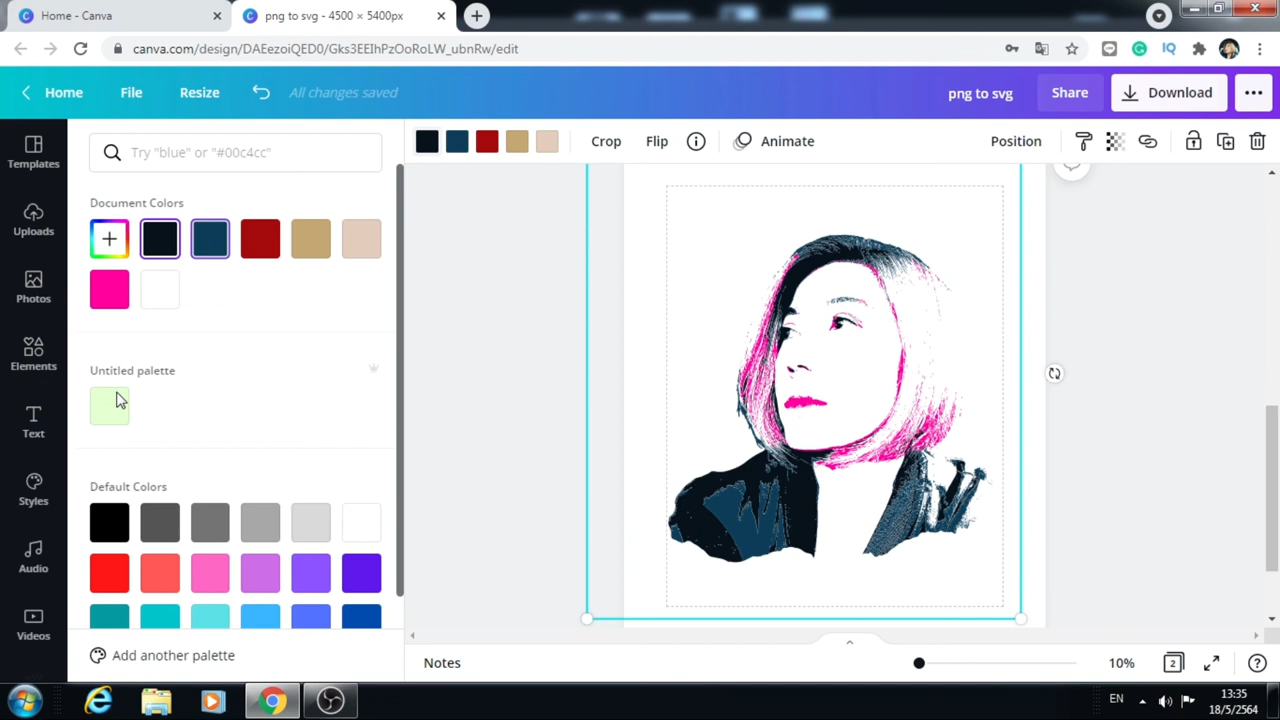 Home - Canva
png to svg - 4500 × 5400px
canva.com/design/DAEezoiQED0/Gks3EEIhPzOoRoLW_ubnRw/edit
IQ
Home
File
Resize
All changes saved
png to svg
Share
Download
Templates
Uploads
Photos
Elements
Text
Styles
Audio
Videos
Try "blue" or "#00c4cc"
Document Colors
Untitled palette
Default Colors
Add another palette
Crop
Flip
Animate
Position
Notes
10%
2
EN
13:35
18/5/2564